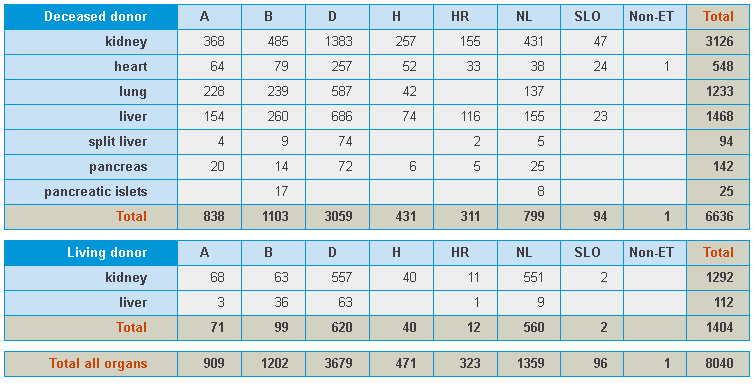 Deceased donor A B D H HR NL SLO Non-ET Total
kidney 368 485 1383 257 155 431 47 3126
heart 64 79 257 52 33 38 24 1 548
lung 228 239 587 42 137 1233
liver 154 260 686 74 116 155 23 1468
split liver 4 9 74 2 5 94
pancreas 20 14 72 6 5 25 142
pancreatic islets 17 8 25
Total 838 1103 3059 431 311 799 94 1 6636
Living donor A B D H HR NL SLO Non-ET Total
kidney 68 63 557 40 11 551 2 1292
liver 3 36 63 1 9 112
Total 71 99 620 40 12 560 2 1404
Total all organs 909 1202 3679 471 323 1359 96 1 8040